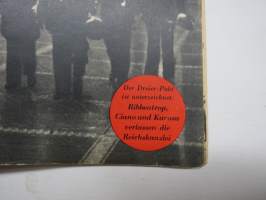 Der Dreier-Pakt
ist unterzeichnet:
Ribbentrop,
Ciano und Kurusu
verlassen die
Reichskanzlei